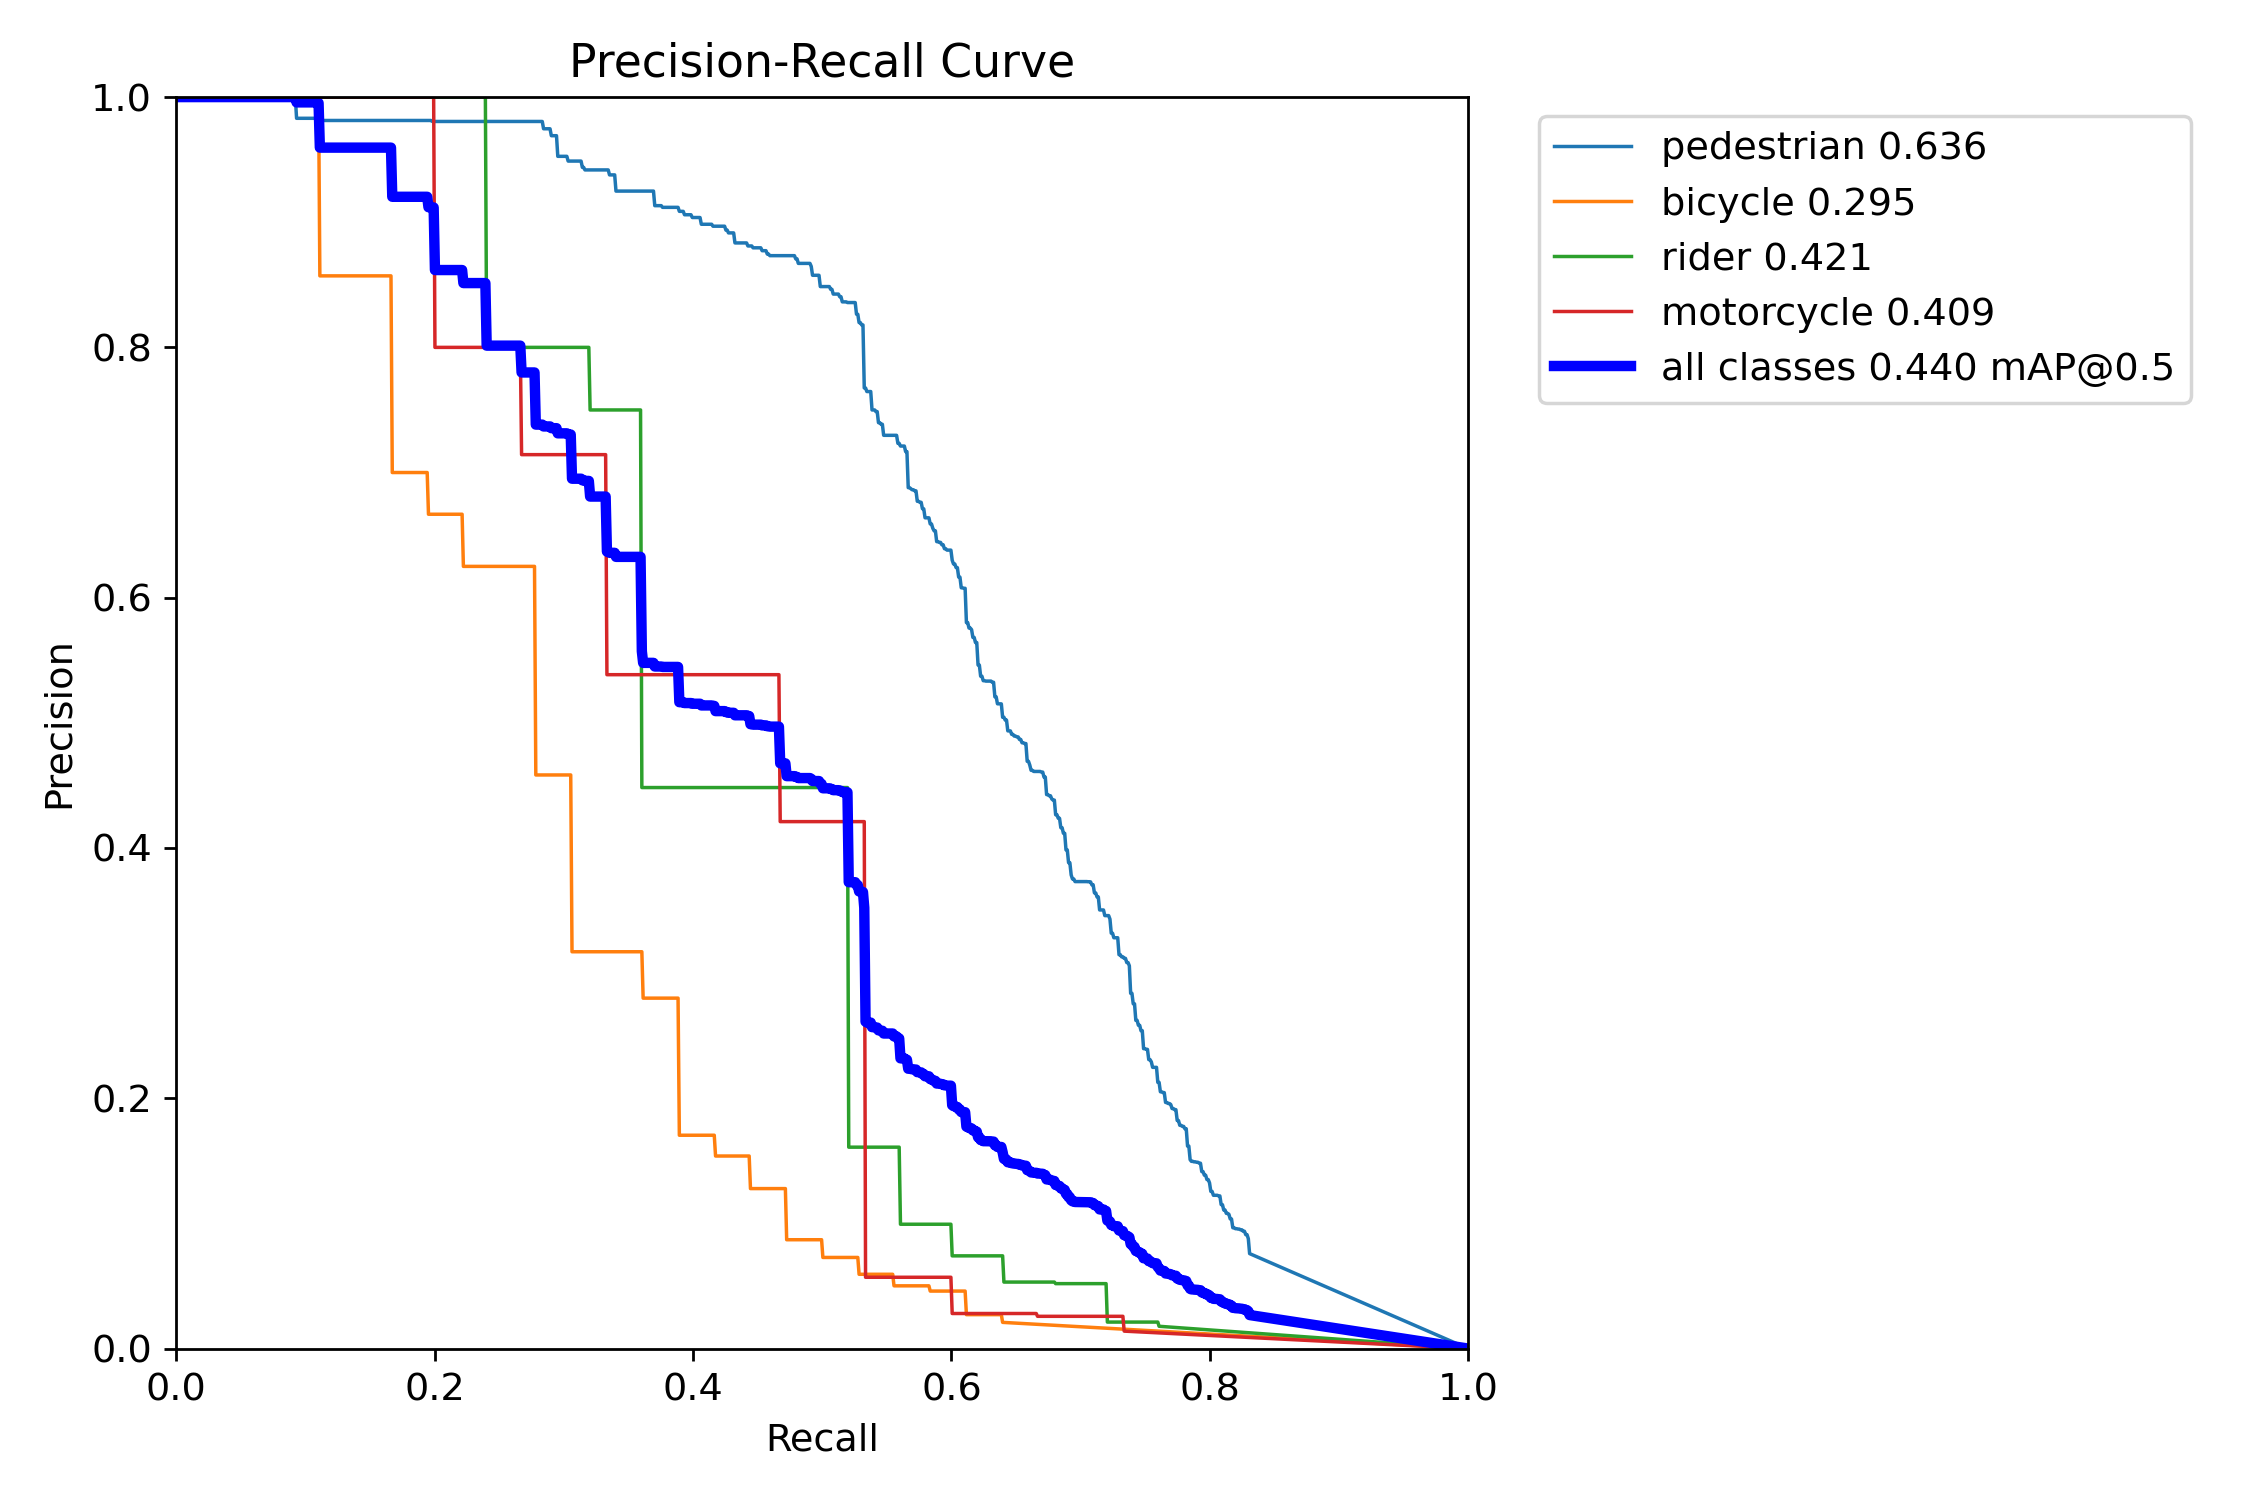 Precision-Recall Curve
1.0
0.8
0.6
0.4
0.2
0.0
Precision
0.0 0.2 0.4 0.6 0.8 1.0
Recall
pedestrian 0.636
bicycle 0.295
rider 0.421
motorcycle 0.409
all classes 0.440 mAP@0.5